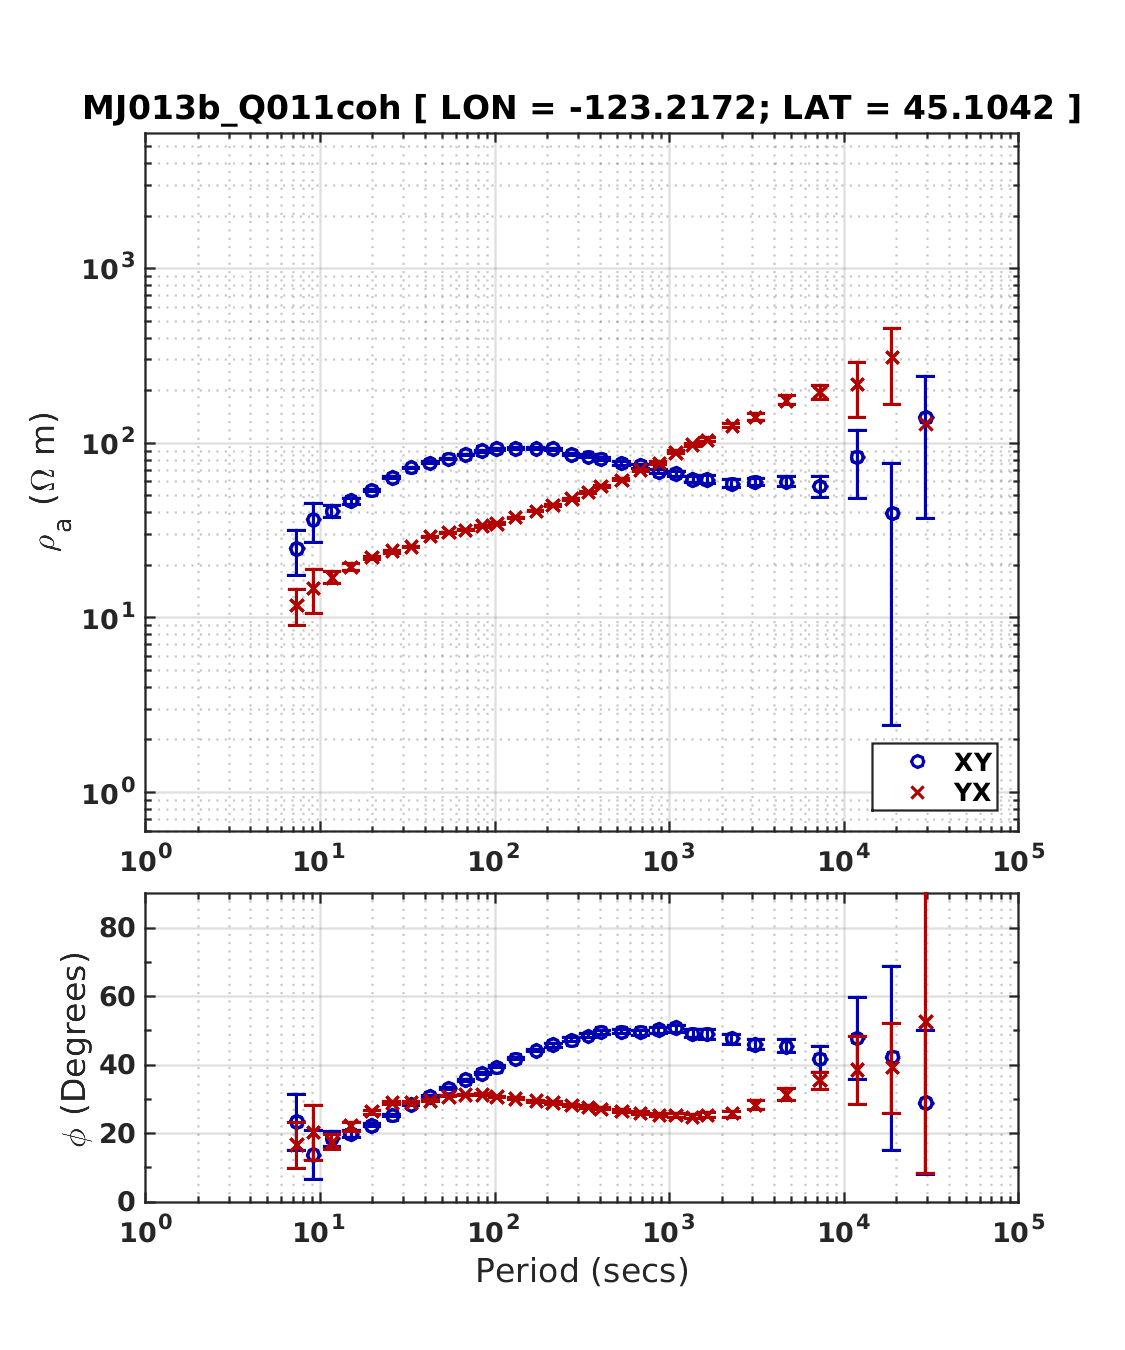 MJ013b_Q011coh [ LON = -123.2172; LAT = 45.1042 ]
ρa (Ω m)
10³
10²
10¹
10⁰
XY
YX
10⁰ 10¹ 10² 10³ 10⁴ 10⁵
ϕ (Degrees)
80
60
40
20
0
10⁰ 10¹ 10² 10³ 10⁴ 10⁵
Period (secs)